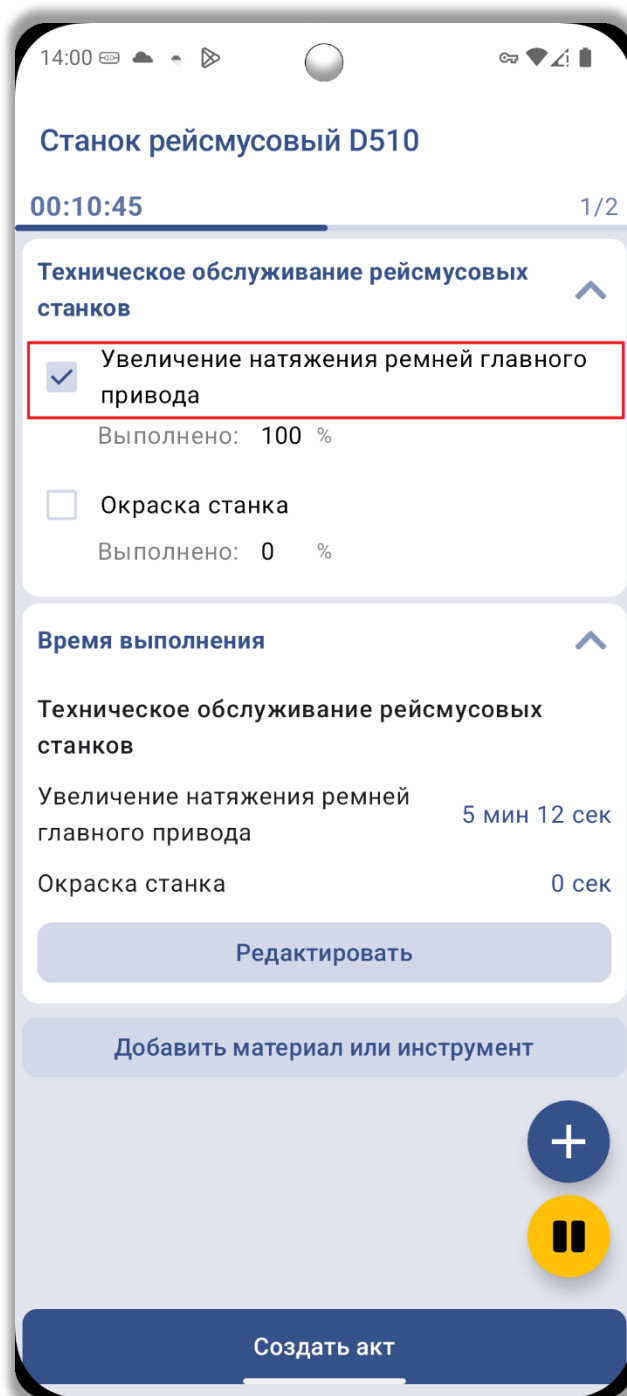 14:00
Станок рейсмусовый D510
00:10:45 1/2
Техническое обслуживание рейсмусовых
станков
Увеличение натяжения ремней главного
привода
Выполнено: 100 %
Окраска станка
Выполнено: 0 %
Время выполнения
Техническое обслуживание рейсмусовых
станков
Увеличение натяжения ремней
главного привода
5 мин 12 сек
Окраска станка 0 сек
Редактировать
Добавить материал или инструмент
Создать акт